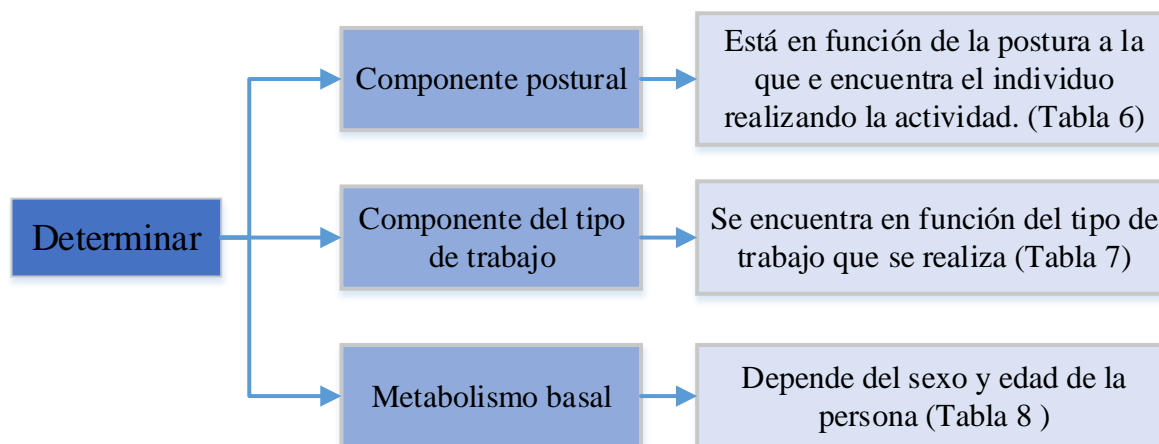 Determinar
Componente postural
Está en función de la postura a la
que e encuentra el individuo
realizando la actividad. (Tabla 6)
Componente del tipo
de trabajo
Se encuentra en función del tipo de
trabajo que se realiza (Tabla 7)
Metabolismo basal
Depende del sexo y edad de la
persona (Tabla 8 )